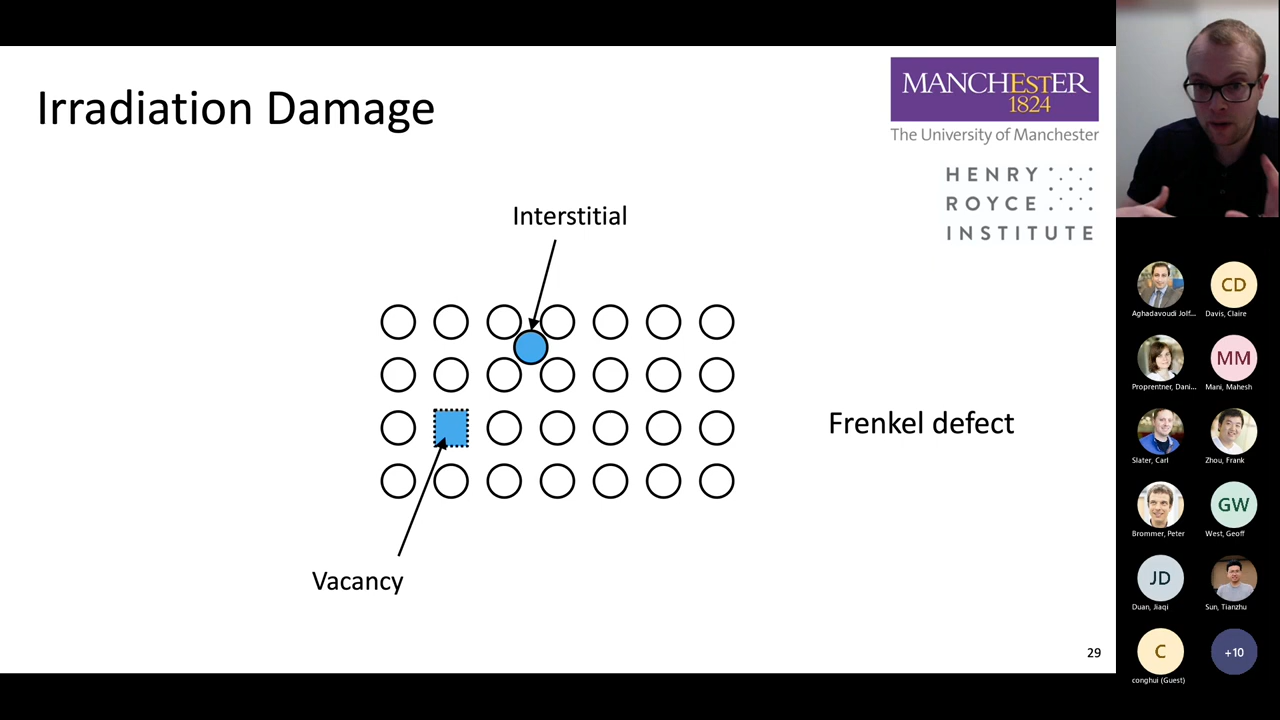 Irradiation Damage
MANCHESTER
1824
The University of Manchester
HENRY
ROYCE
INSTITUTE
Interstitial
Frenkel defect
Vacancy
29
CD
Aghadavoudi Jolf...
Davis, Claire
MM
Proprentner, Dani...
Mani, Mahesh
Slater, Carl
Zhou, Frank
GW
Brommer, Peter
West, Geoff
JD
Duan, Jiaqi
Sun, Tianzhu
C
+10
conghui (Guest)